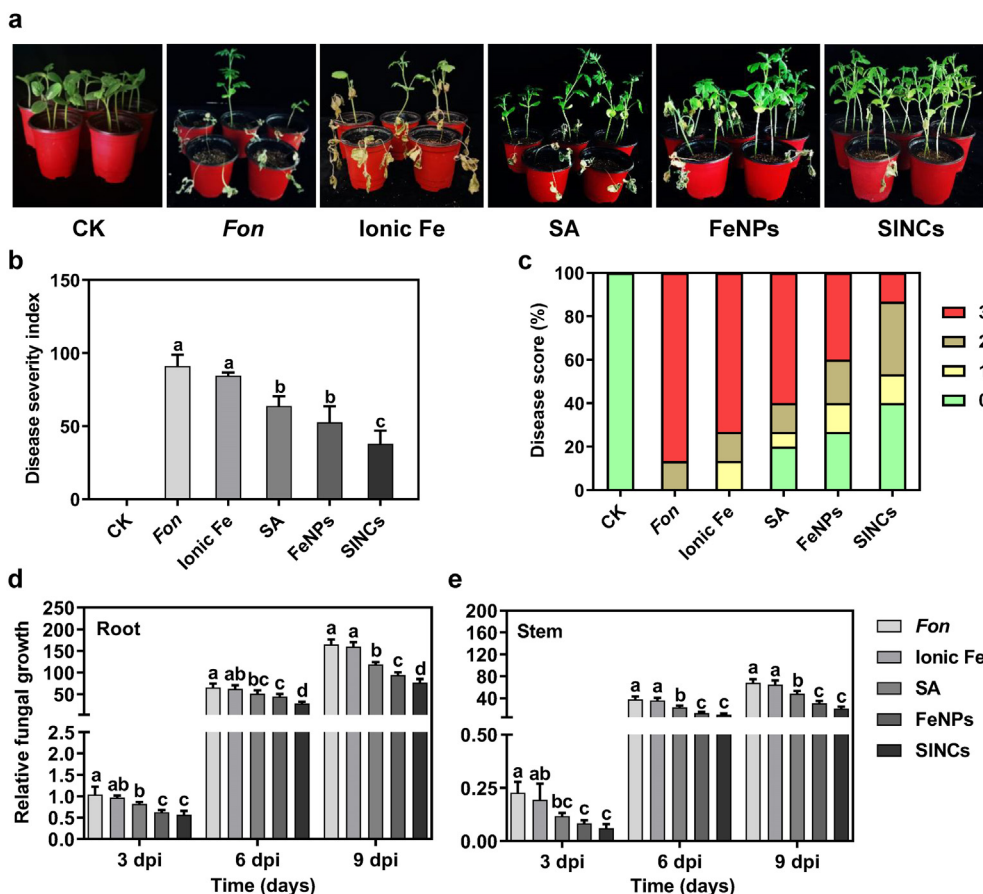 a
CK Fon Ionic Fe SA FeNPs SINCs
b
Disease severity index
150
100
50
0
a a b b c
CK Fon Ionic Fe SA FeNPs SINCs
c
Disease score (%)
100
80
60
40
20
0
CK Fon Ionic Fe SA FeNPs SINCs
3
2
1
0
d
Relative fungal growth
Root
250
200
150
100
50
2.5
2.0
1.5
1.0
0.5
0.0
a ab b c c
a ab bc c d
a a b c d
3 dpi 6 dpi 9 dpi
Time (days)
e
Stem
200
160
120
80
40
0.50
0.25
0.00
a ab bc c c
a a b c c
a a b c c
3 dpi 6 dpi 9 dpi
Time (days)
Fon
Ionic Fe
SA
FeNPs
SINCs